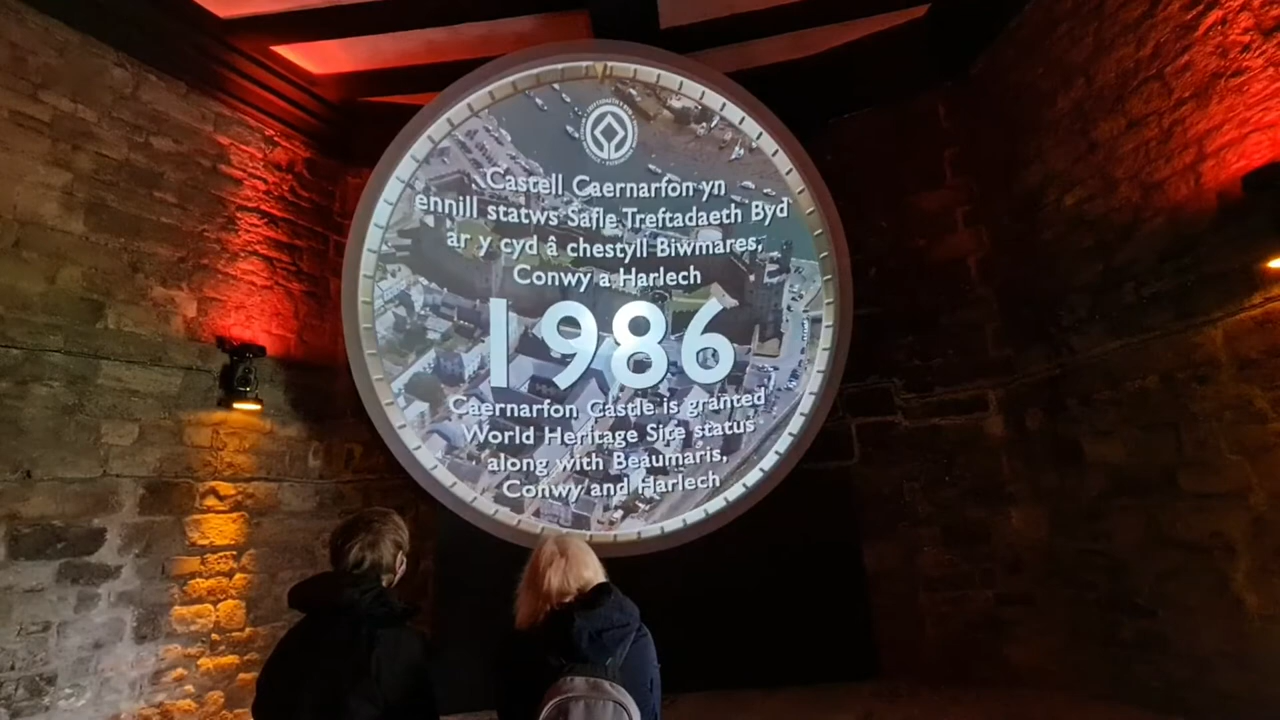 Castell Caernarfon yn
ennill statws Safle Treftadaeth Byd
ar y cyd â chestyll Biwmares,
Conwy a Harlech
1986
Caernarfon Castle is granted
World Heritage Site status
along with Beaumaris,
Conwy and Harlech